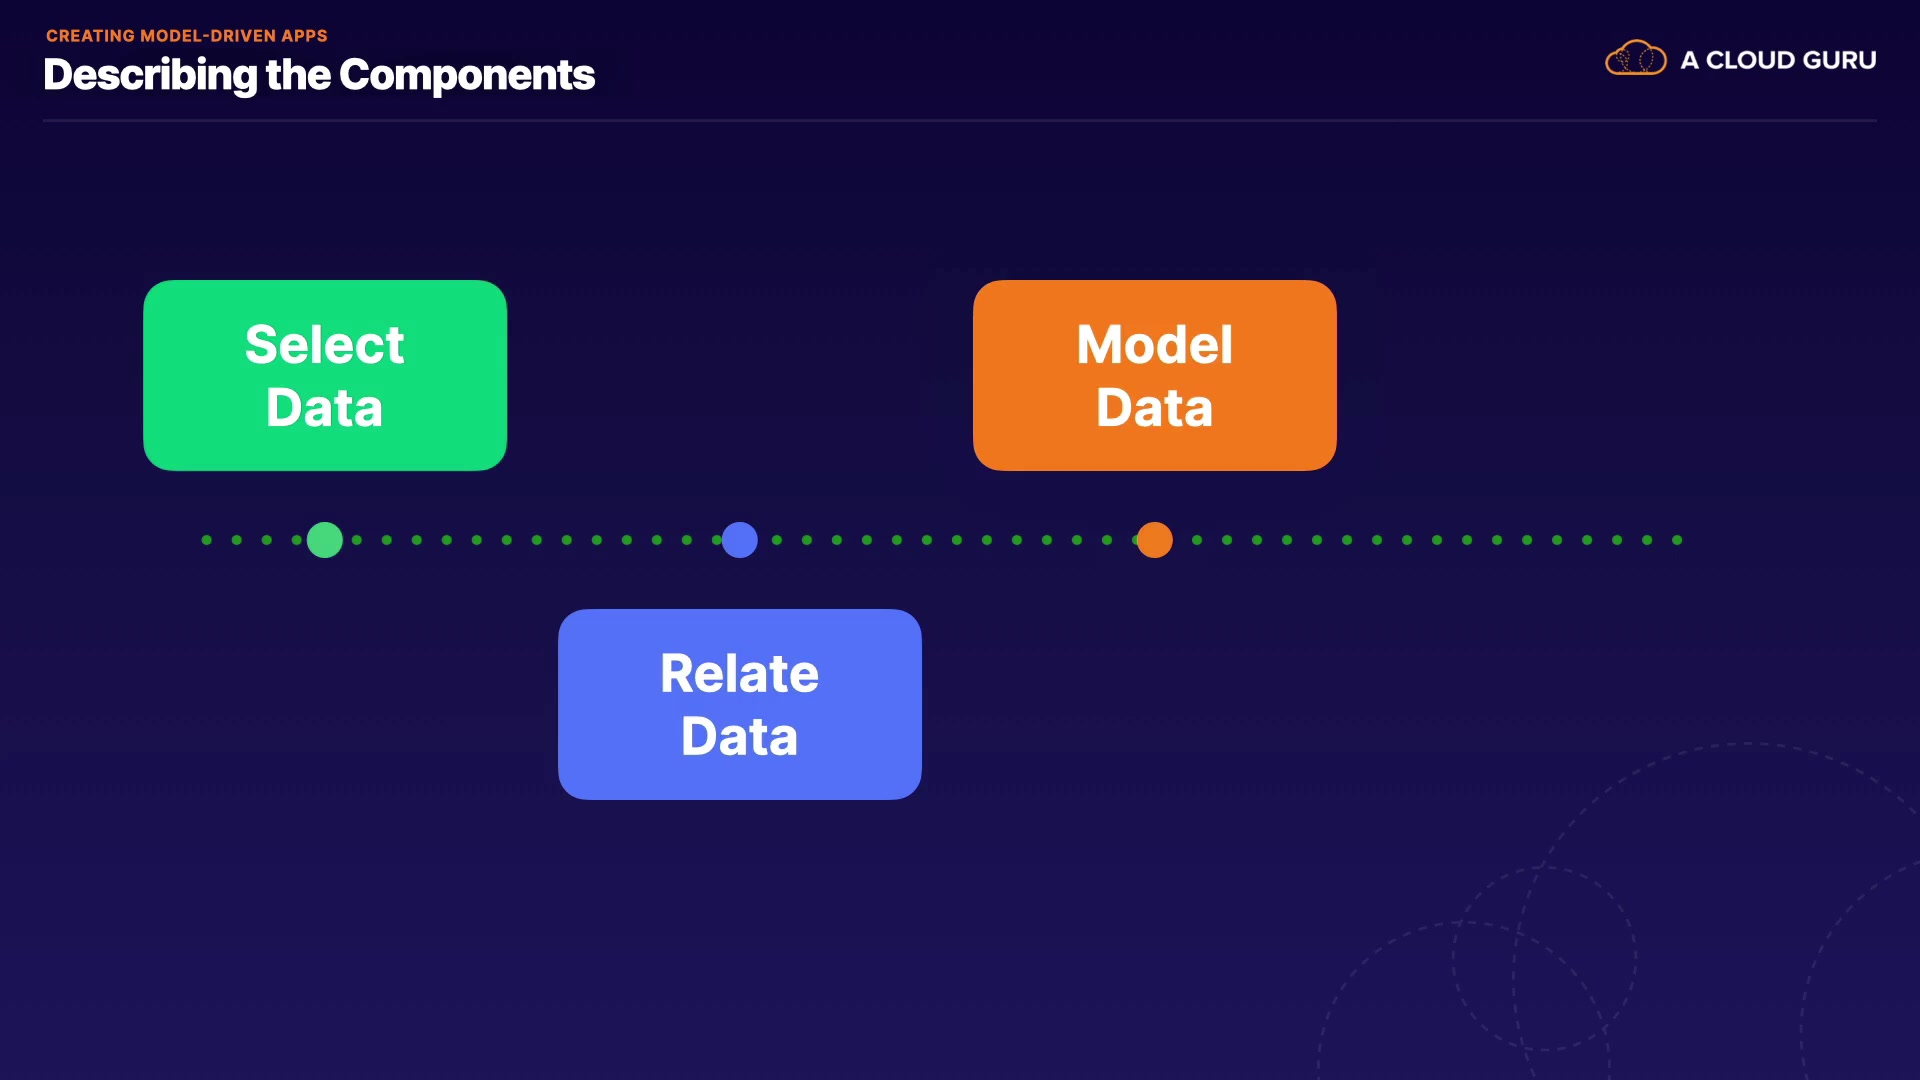 CREATING MODEL-DRIVEN APPS
Describing the Components
A CLOUD GURU
Select
Data
Model
Data
Relate
Data